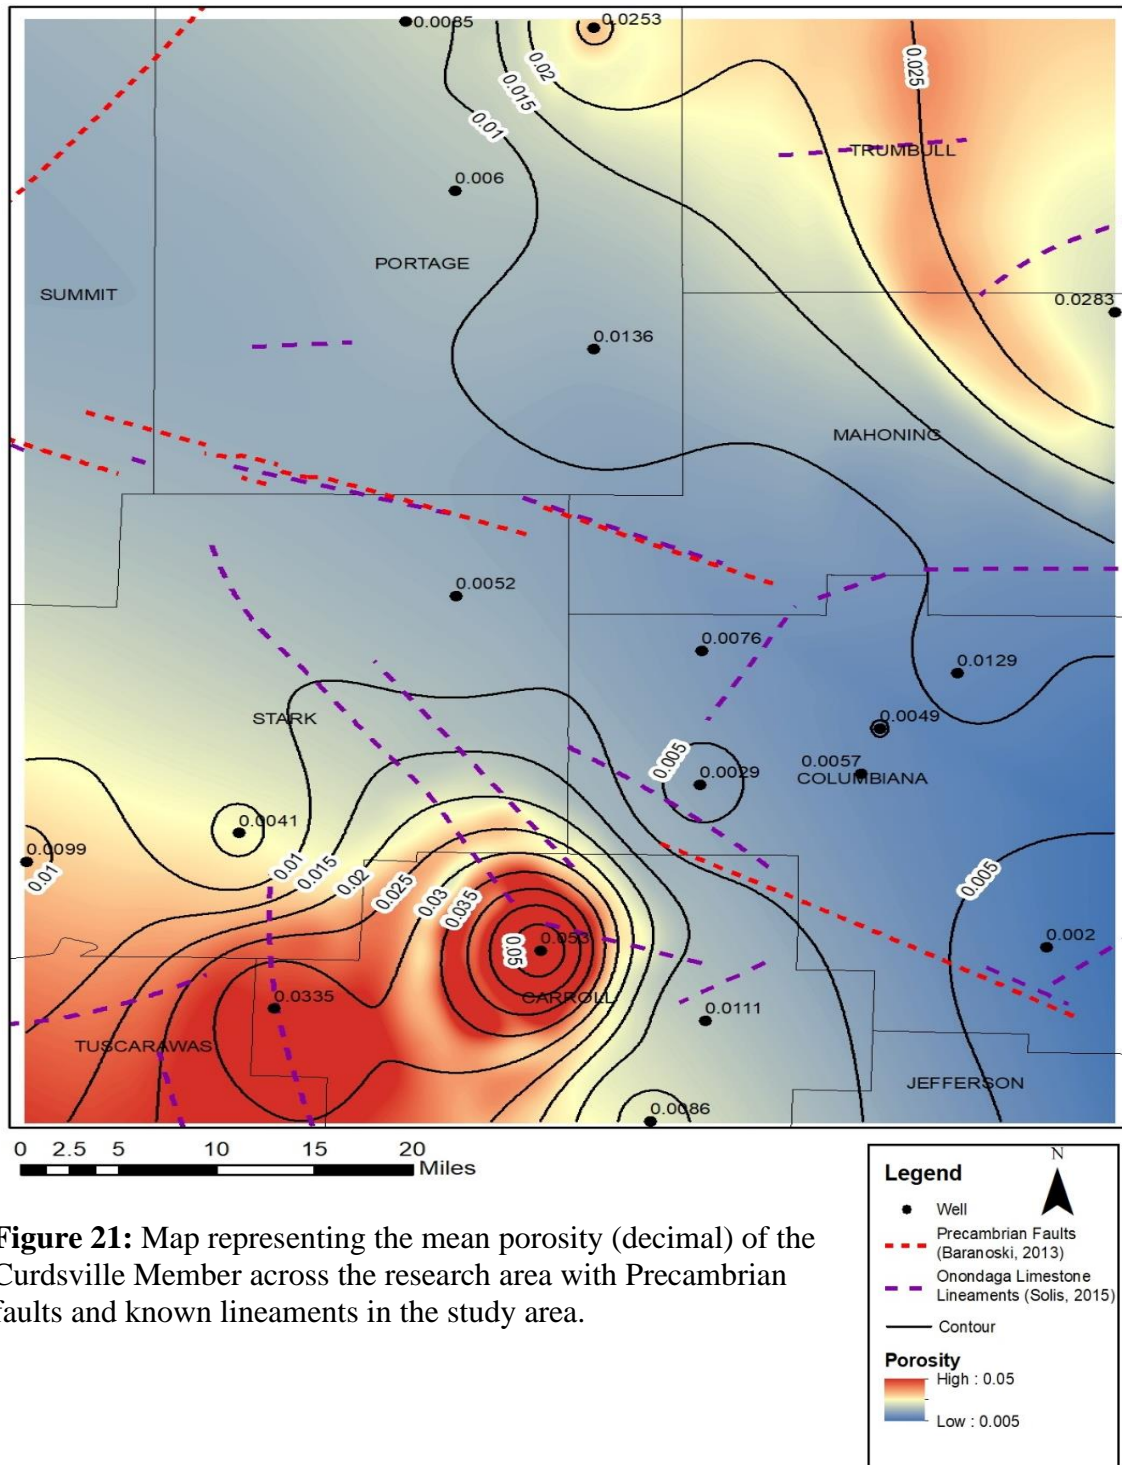 0.0085
0.0253
0.025
0.02
0.015
0.01
TRUMBULL
0.006
PORTAGE
SUMMIT
0.0283
0.0136
MAHONING
0.0052
0.0076
0.0129
STARK
0.0049
0.005
0.0057
0.0029
COLUMBIANA
0.0041
0.0099
0.01
0.01
0.015
0.02
0.025
0.03
0.035
0.005
0.05
0.053
0.002
0.0335
CARROLL
0.0111
TUSCARAWAS
JEFFERSON
0.0086
0 2.5 5 10 15 20
Miles
Legend
N
Well
Precambrian Faults
(Baranoski, 2013)
Onondaga Limestone
Lineaments (Solis, 2015)
Contour
Porosity
High : 0.05
Low : 0.005
Figure 21: Map representing the mean porosity (decimal) of the
Curdsville Member across the research area with Precambrian
faults and known lineaments in the study area.